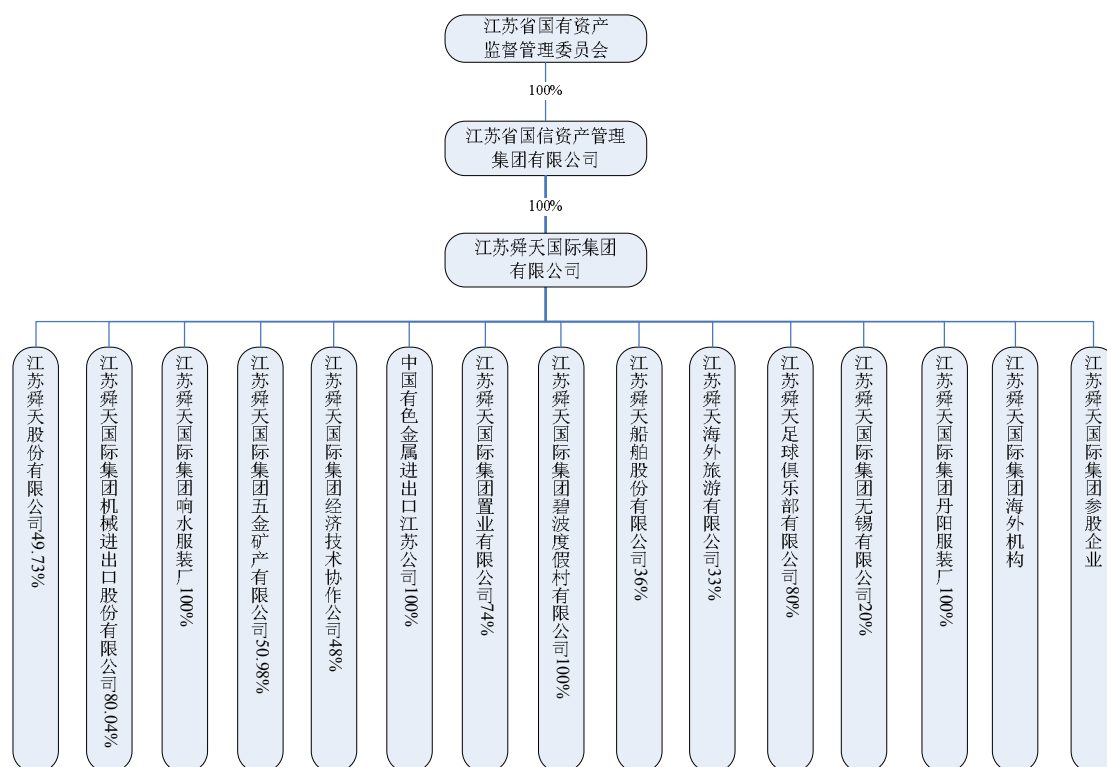 江苏省国有资产
监督管理委员会
100%
江苏省国信资产管理
集团有限公司
100%
江苏舜天国际集团
有限公司
江苏舜天股份有限公司49.73%
江苏舜天国际集团机械进出口股份有限公司80.04%
江苏舜天国际集团响水服装厂100%
江苏舜天国际集团五金矿产有限公司50.98%
江苏舜天国际集团经济技术协作公司48%
中国有色金属进出口江苏公司100%
江苏舜天国际集团置业有限公司74%
江苏舜天国际集团碧波度假村有限公司100%
江苏舜天船舶股份有限公司36%
江苏舜天海外旅游有限公司33%
江苏舜天足球俱乐部有限公司80%
江苏舜天国际集团无锡有限公司20%
江苏舜天国际集团丹阳服装厂100%
江苏舜天国际集团海外机构
江苏舜天国际集团参股企业